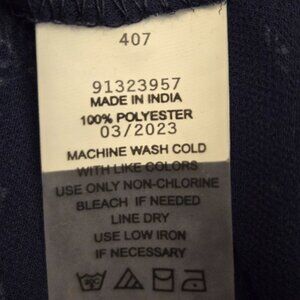 407
91323957
MADE IN INDIA
100% POLYESTER
03/2023
MACHINE WASH COLD
WITH LIKE COLORS
USE ONLY NON-CHLORINE
BLEACH IF NEEDED
LINE DRY
USE LOW IRON
IF NECESSARY